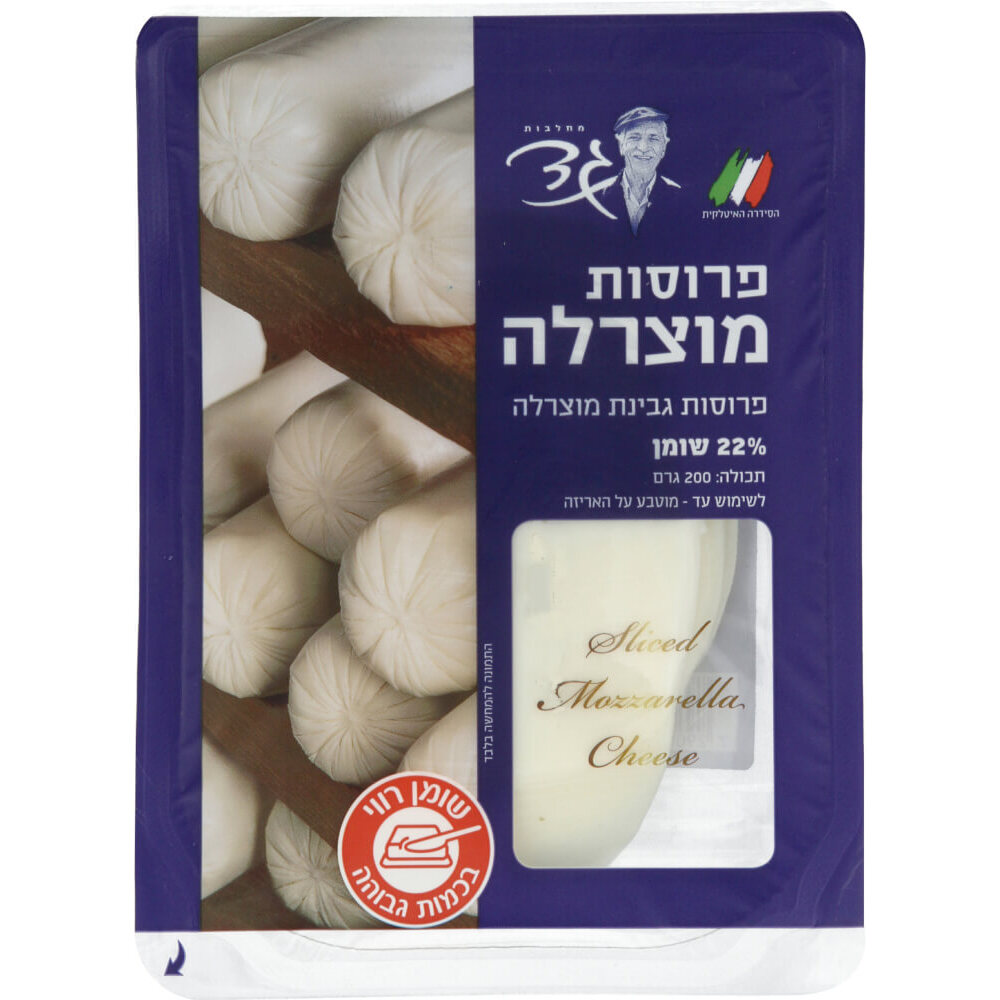 מחלבות
גד
הסידרה האיטלקית
פרוסות
מוצרלה
פרוסות גבינת מוצרלה
22% שומן
תכולה: 200 גרם
לשימוש עד - מוטבע על האריזה
Sliced
Mozzarella
Cheese
התמונה להמחשה בלבד
שומן רווי
בכמות גבוהה